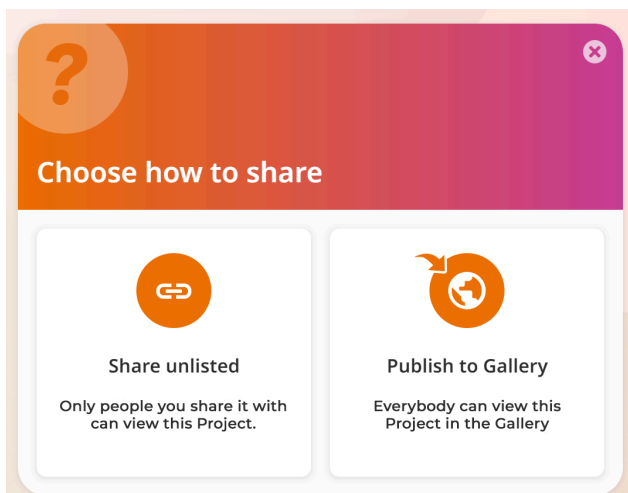 ?
Choose how to share
Share unlisted
Only people you share it with
can view this Project.
Publish to Gallery
Everybody can view this
Project in the Gallery